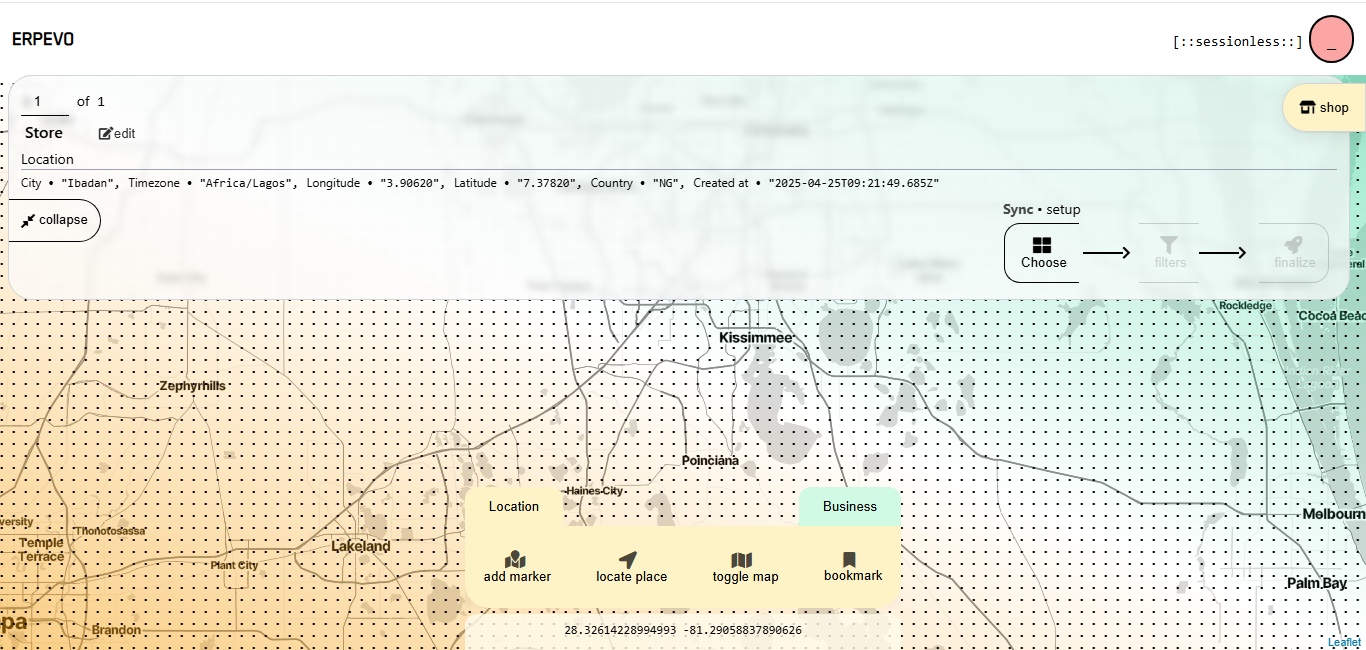 ERPEVO
[::sessionless::]
_
1 of 1
shop
Store edit
Location
City • "Ibadan", Timezone • "Africa/Lagos", Longitude • "3.90620", Latitude • "7.37820", Country • "NG", Created at • "2025-04-25T09:21:49.685Z"
collapse
Sync • setup
Choose filters finalize
Rockledge
Cocoa Beac
Kissimmee
Zephyrhills
Poinciana
Haines City
Location Business
versity
Thonotosassa
Temple
Terrace
Lakeland
Plant City
Melbourn
add marker locate place toggle map bookmark
Palm Bay
pa
Brandon
28.32614228994993 -81.29058837890626
Leaflet